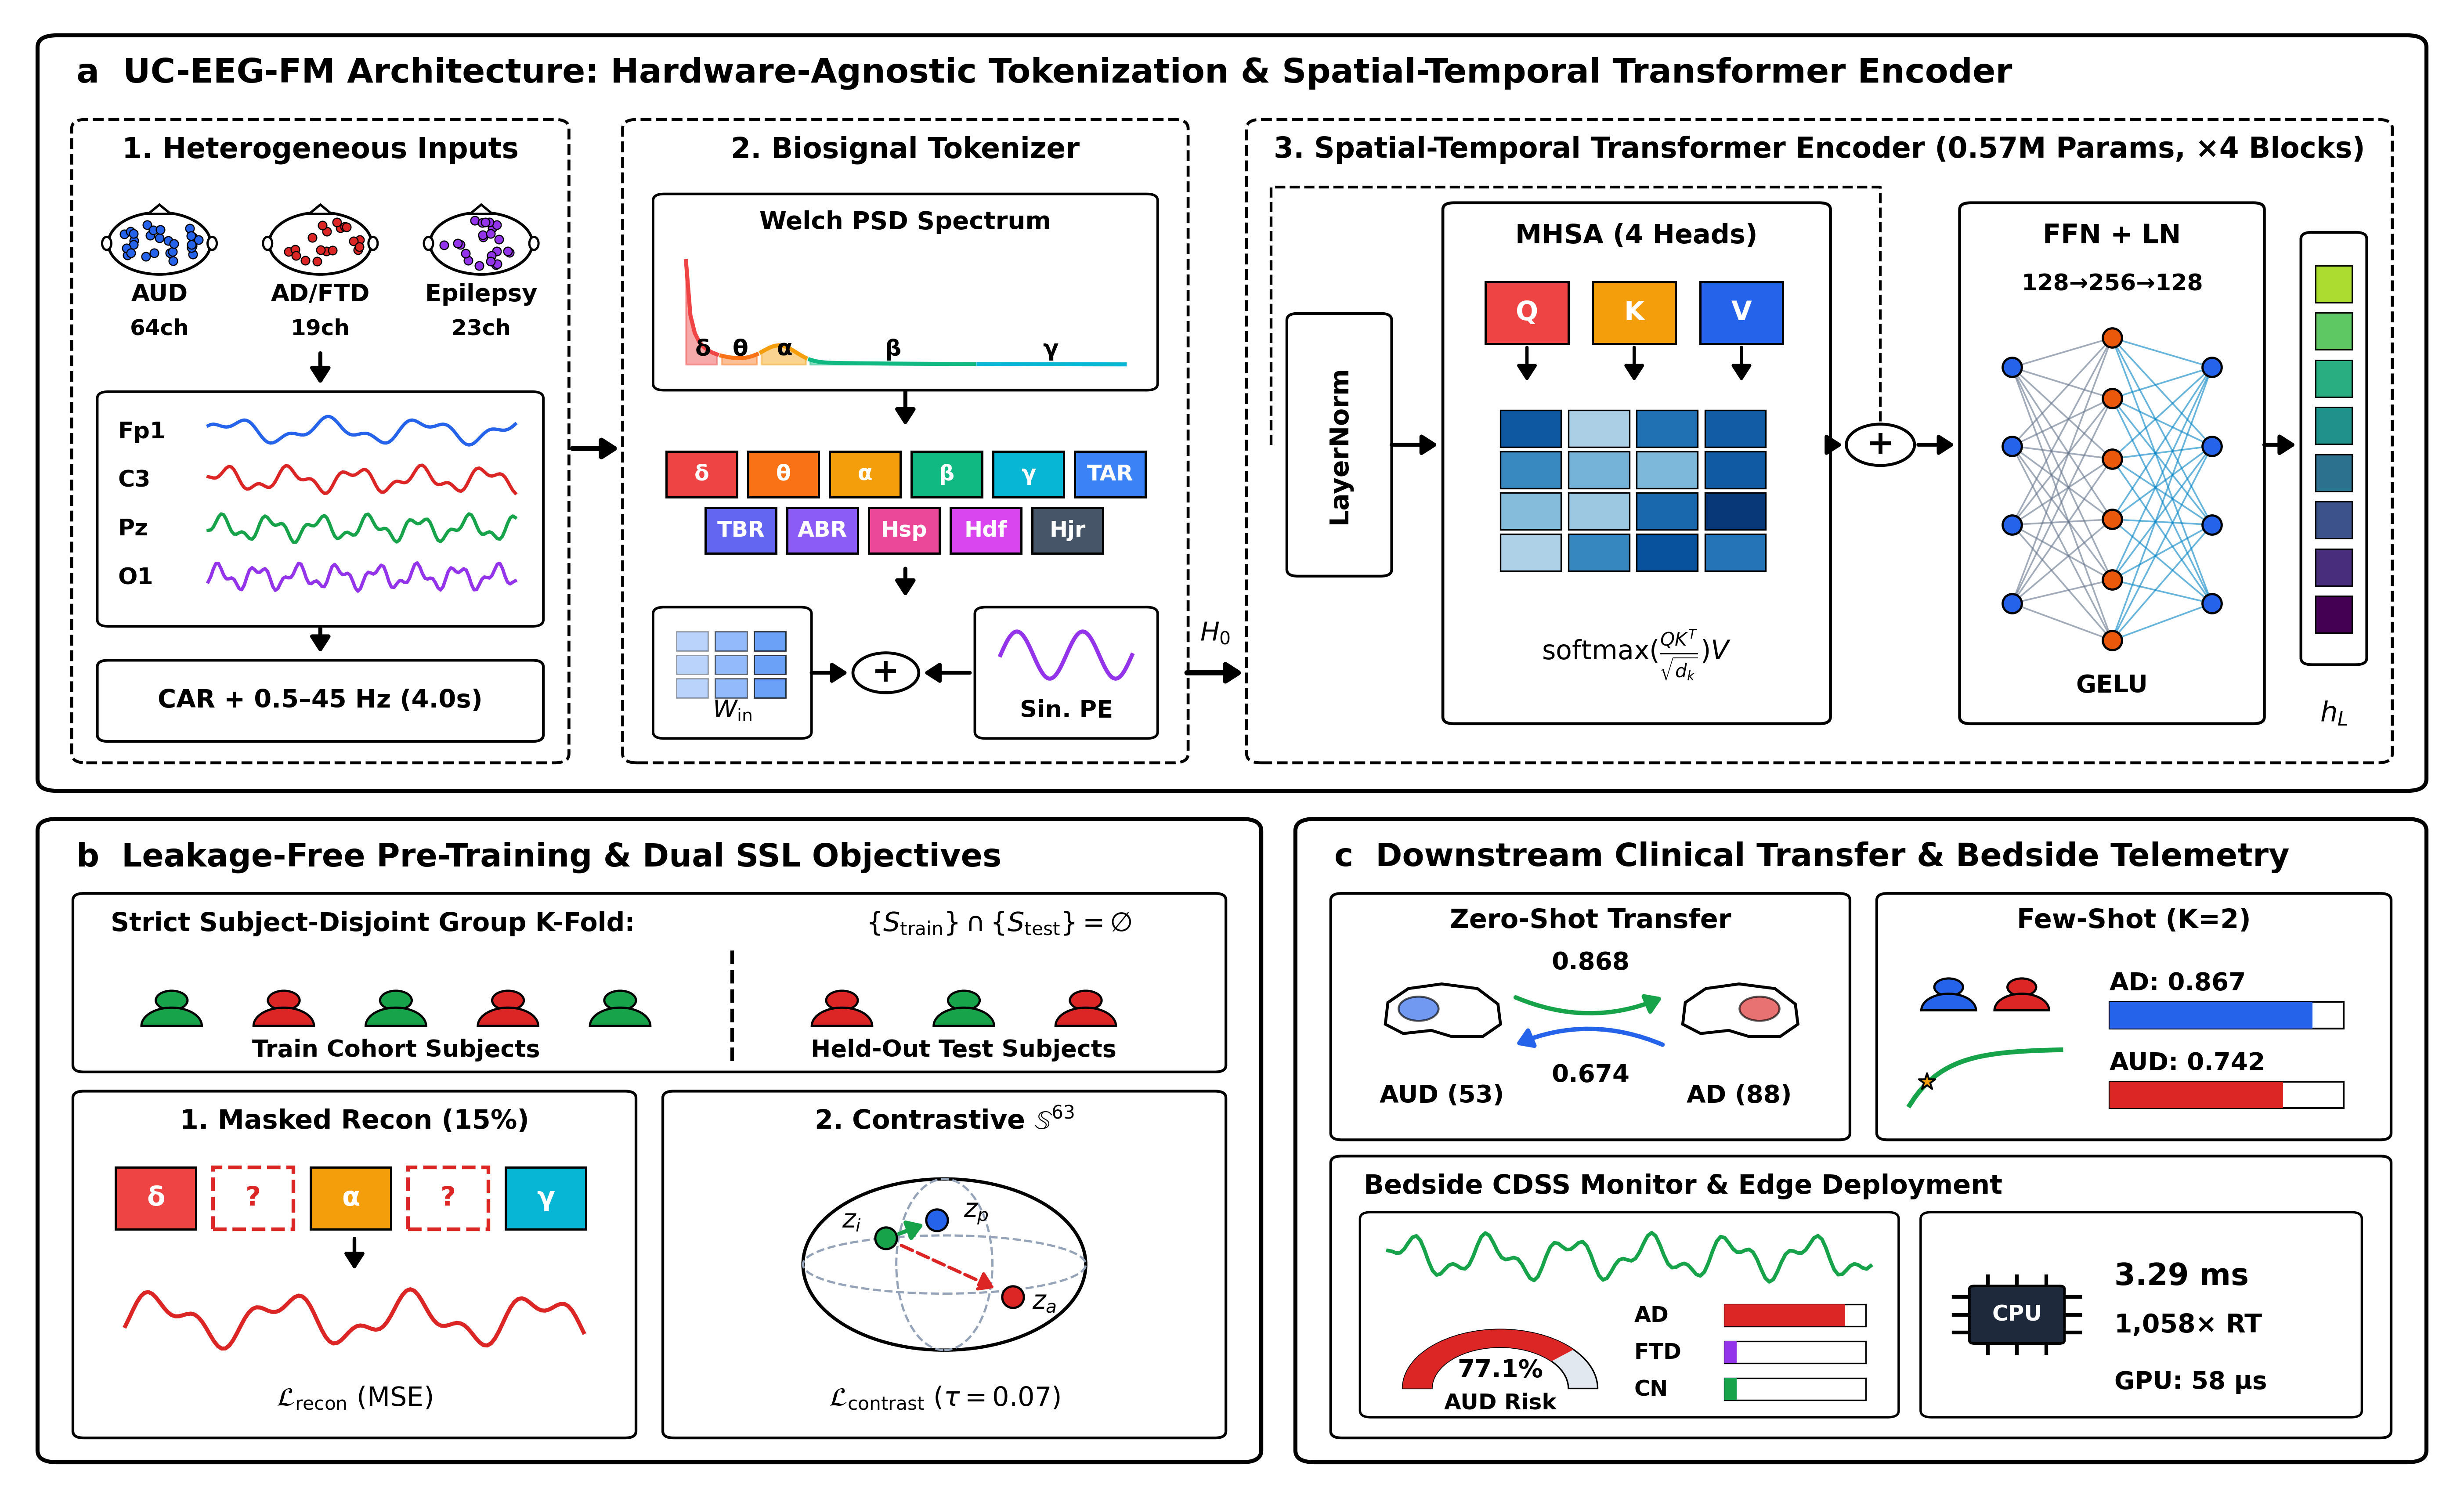 a UC-EEG-FM Architecture: Hardware-Agnostic Tokenization & Spatial-Temporal Transformer Encoder
1. Heterogeneous Inputs
AUD
AD/FTD
Epilepsy
64ch
19ch
23ch
Fp1
C3
Pz
O1
CAR + 0.5–45 Hz (4.0s)
2. Biosignal Tokenizer
Welch PSD Spectrum
δ θ α β γ
δ θ α β γ TAR
TBR ABR Hsp Hdf Hjr
W_in
+
Sin. PE
H_0
3. Spatial-Temporal Transformer Encoder (0.57M Params, ×4 Blocks)
LayerNorm
MHSA (4 Heads)
Q K V
softmax(QK^T/√d_k)V
+
FFN + LN
128→256→128
GELU
h_L
b Leakage-Free Pre-Training & Dual SSL Objectives
Strict Subject-Disjoint Group K-Fold:
{S_train} ∩ {S_test} = ∅
Train Cohort Subjects
Held-Out Test Subjects
1. Masked Recon (15%)
δ ? α ? γ
ℒ_recon (MSE)
2. Contrastive 𝕊^63
z_i
z_p
z_a
ℒ_contrast (τ = 0.07)
c Downstream Clinical Transfer & Bedside Telemetry
Zero-Shot Transfer
0.868
0.674
AUD (53)
AD (88)
Few-Shot (K=2)
AD: 0.867
AUD: 0.742
Bedside CDSS Monitor & Edge Deployment
77.1%
AUD Risk
AD
FTD
CN
CPU
3.29 ms
1,058× RT
GPU: 58 µs